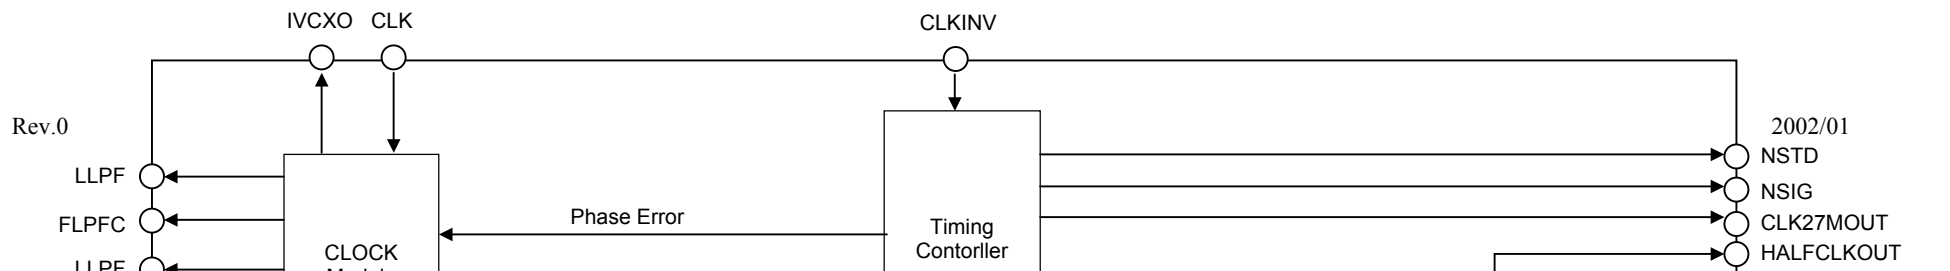 IVCXO CLK CLKINV
Rev.0 2002/01
NSTD
LLPF
NSIG
Phase Error
FLPFC
CLK27MOUT
Timing
Contorller
CLOCK
HALFCLKOUT